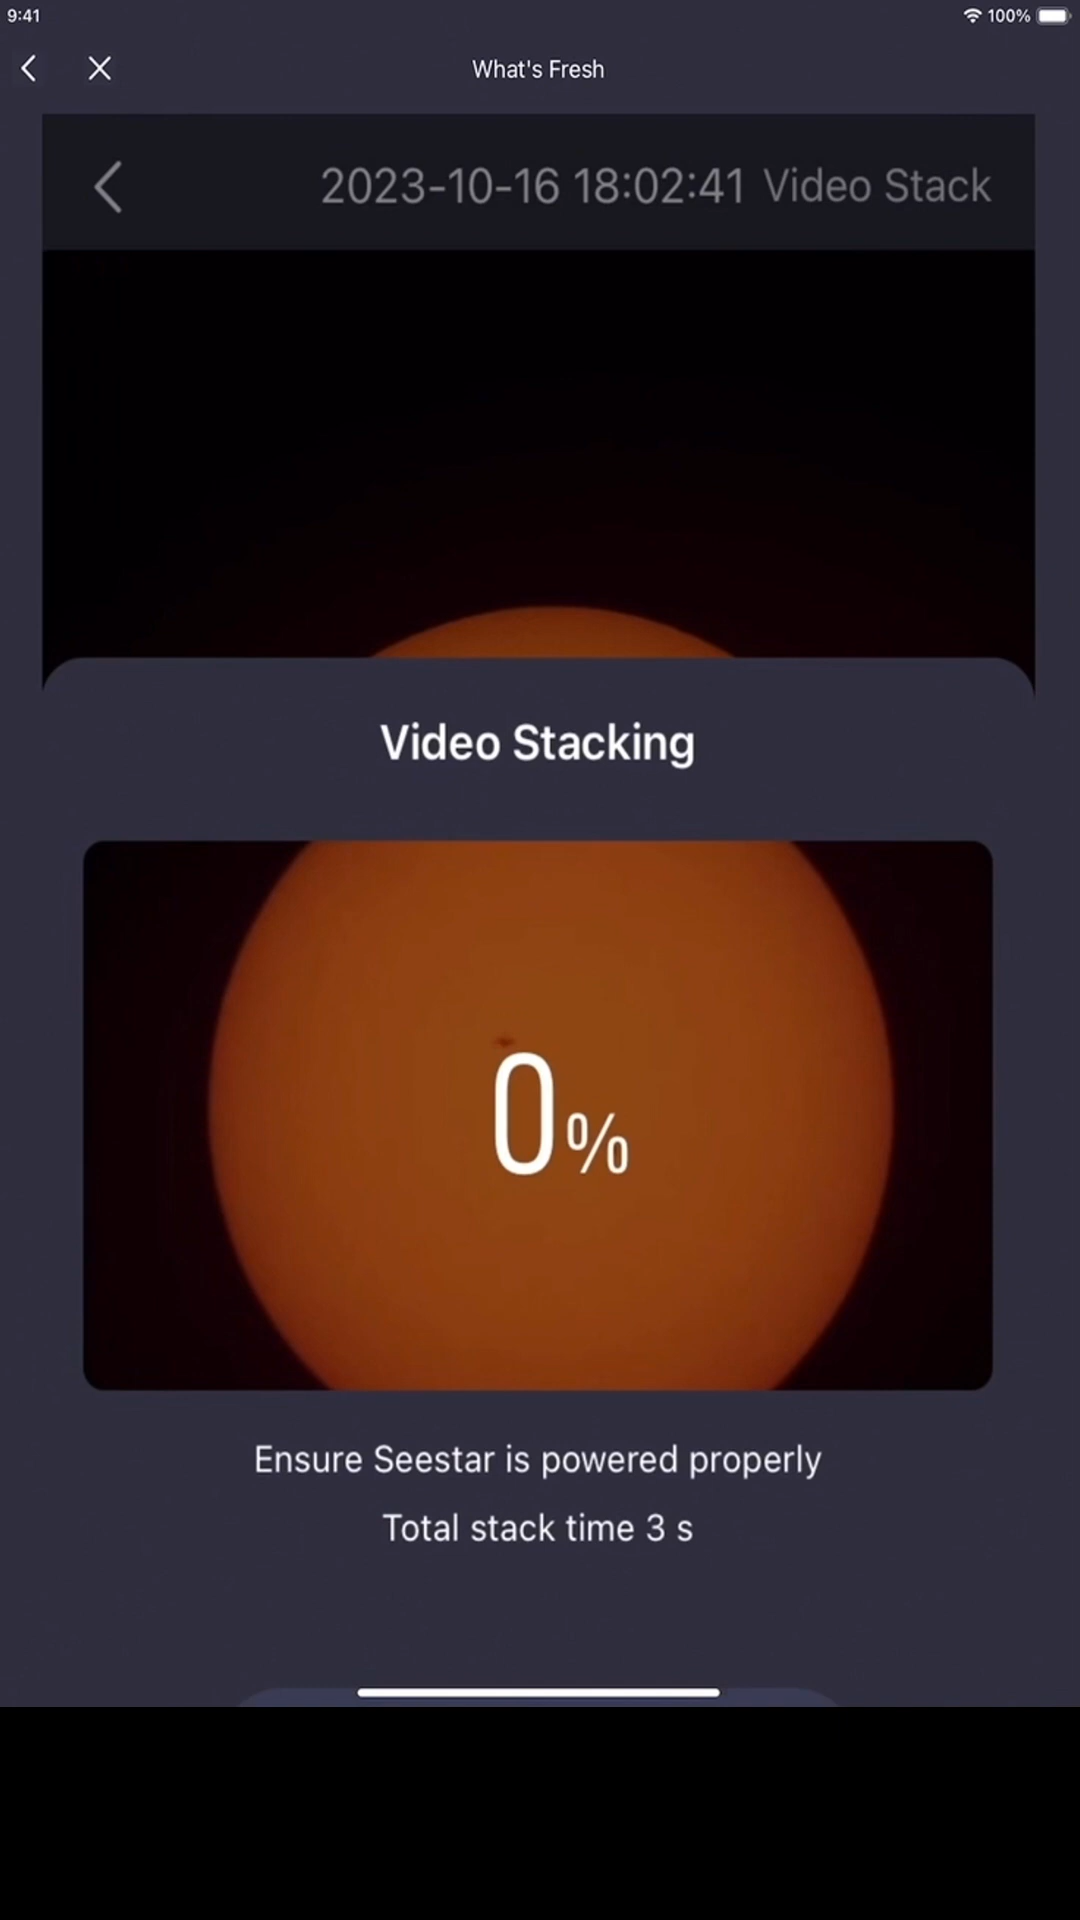 9:41
100%
What's Fresh
2023-10-16 18:02:41 Video Stack
Video Stacking
0%
Ensure Seestar is powered properly
Total stack time 3 s